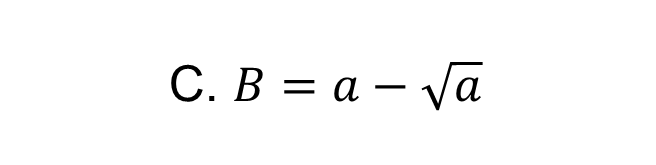 C. B = a − √a